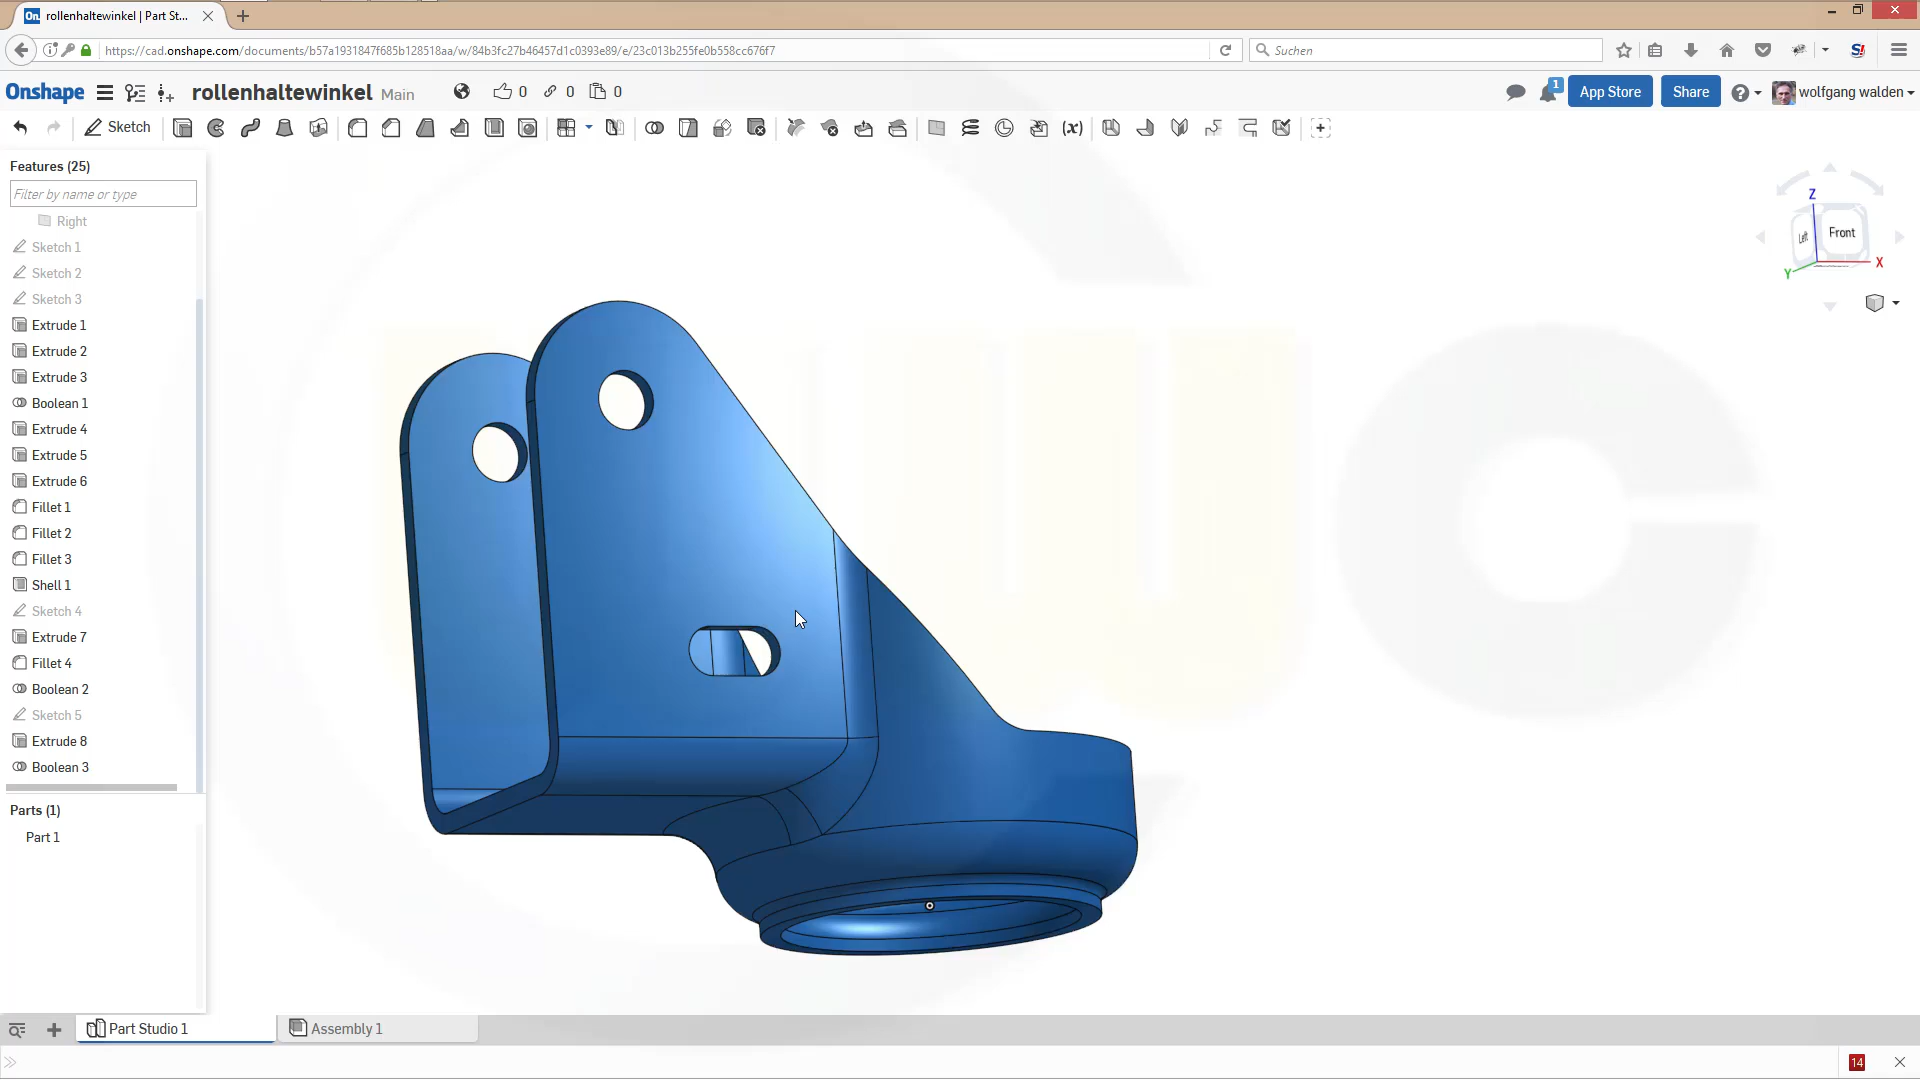 rollenhaltewinkel | Part St...
https://cad.onshape.com/documents/b57a1931847f685b128518aa/w/84b3fc27b46457d1c0393e89/e/23c013b255fe0b558cc676f7
Suchen
Onshape
rollenhaltewinkel Main
0
0
0
1
App Store
Share
wolfgang walden
Sketch
(x)
Features (25)
Filter by name or type
Right
Sketch 1
Sketch 2
Sketch 3
Extrude 1
Extrude 2
Extrude 3
Boolean 1
Extrude 4
Extrude 5
Extrude 6
Fillet 1
Fillet 2
Fillet 3
Shell 1
Sketch 4
Extrude 7
Fillet 4
Boolean 2
Sketch 5
Extrude 8
Boolean 3
Parts (1)
Part 1
Z
Left
Front
Y
X
Part Studio 1
Assembly 1
14